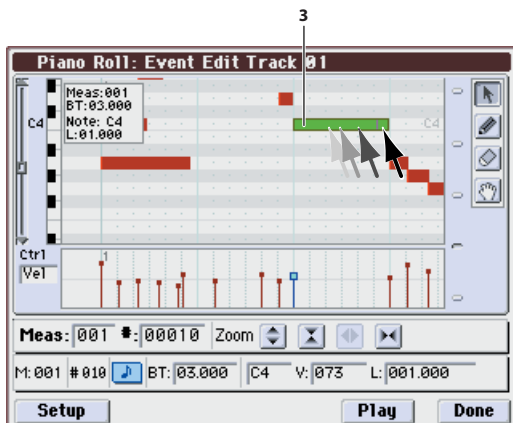 3
Piano Roll: Event Edit Track 01
Meas:001
BT:03.000
Note: C4
L:01.000
C4
C4
Ctrl
Vel
1
Meas: 001 #: 00010 Zoom
M: 001 # 010 BT: 03.000 C4 V: 073 L: 001.000
Setup Play Done